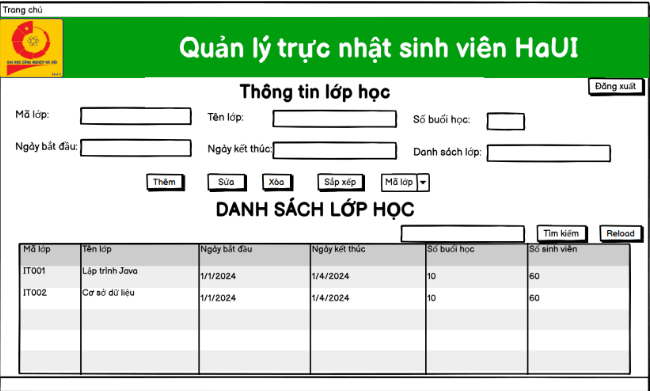 Trang chủ
Quản lý trực nhật sinh viên HaUI
ĐẠI HỌC CÔNG NGHIỆP HÀ NỘI
Thông tin lớp học
Đăng xuất
Mã lớp:
Tên lớp:
Số buổi học:
Ngày bắt đầu:
Ngày kết thúc:
Danh sách lớp:
Thêm
Sửa
Xóa
Sắp xếp
Mã lớp
DANH SÁCH LỚP HỌC
Tìm kiếm
Reload
Mã lớp Tên lớp Ngày bắt đầu Ngày kết thúc Số buổi học Số sinh viên
IT001 Lập trình Java 1/1/2024 1/4/2024 10 60
IT002 Cơ sở dữ liệu 1/1/2024 1/4/2024 10 60